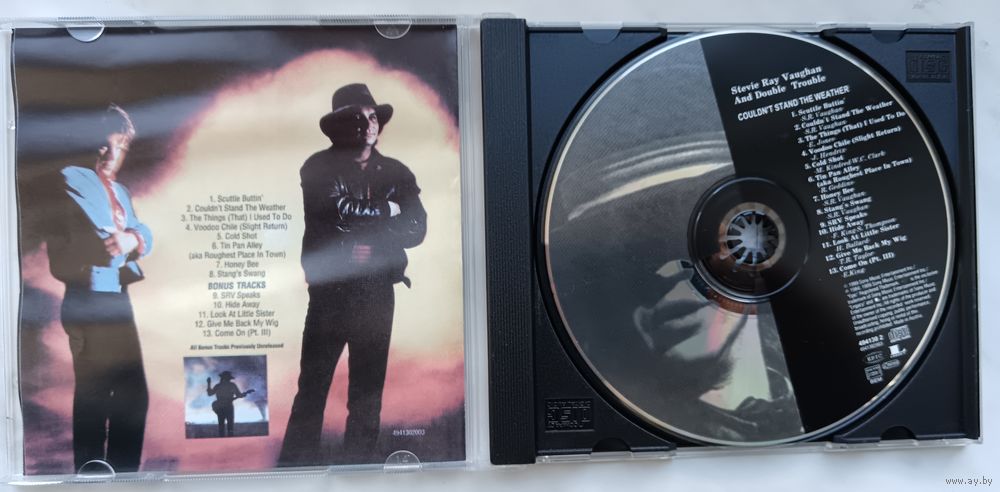 1. Scuttle Buttin'
2. Couldn't Stand The Weather
3. The Things (That) I Used To Do
4. Voodoo Chile (Slight Return)
5. Cold Shot
6. Tin Pan Alley
(aka Roughest Place In Town)
7. Honey Bee
8. Stang's Swang
BONUS TRACKS
9. SRV Speaks
10. Hide Away
11. Look At Little Sister
12. Give Me Back My Wig
13. Come On (Pt. III)
All Bonus Tracks Previously Unreleased
4941302003
Stevie Ray Vaughan
And Double Trouble
COULDN'T STAND THE WEATHER
1. Scuttle Buttin'
S.R. Vaughan
2. Couldn't Stand The Weather
S.R. Vaughan
3. The Things (That) I Used To Do
E. Jones
4. Voodoo Chile (Slight Return)
J. Hendrix
5. Cold Shot
M. Kindred W.C. Clark
6. Tin Pan Alley
(aka Roughest Place In Town)
R. Geddins
7. Honey Bee
S.R. Vaughan
8. Stang's Swang
S.R. Vaughan
9. SRV Speaks
10. Hide Away
F. King S. Thompson
11. Look At Little Sister
H. Ballard
12. Give Me Back My Wig
T.R. Taylor
13. Come On (Pt. III)
E. King
494130 2
www.ay.by